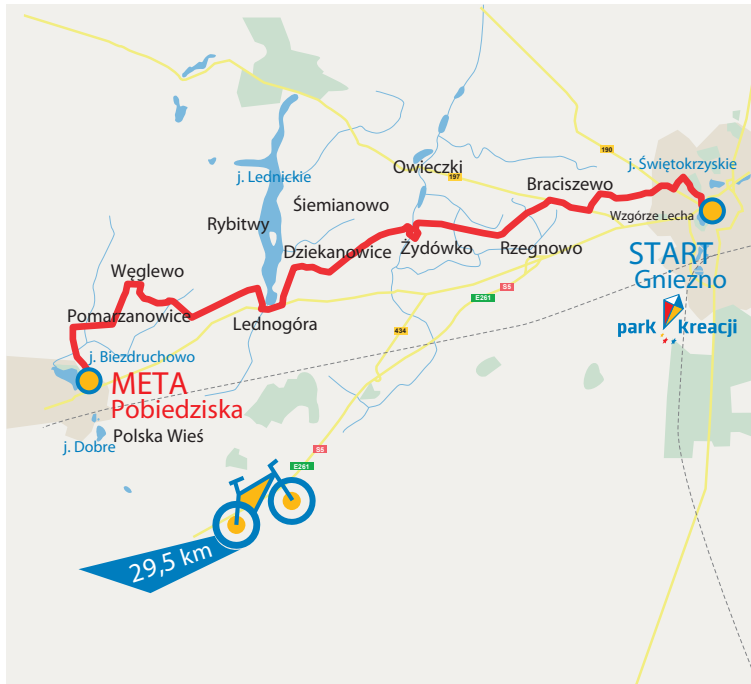 190
j. Świętokrzyskie
Owieczki
197
j. Lednickie
Braciszewo
Śiemianowo
Wzgórze Lecha
Rybitwy
Dziekanowice
Żydówko
Rzegnowo
START
Gniezno
Węglewo
S5
E261
Pomarzanowice
Lednogóra
park kreacji
434
j. Biezdruchowo
META
Pobiedziska
Polska Wieś
j. Dobre
S5
E261
29,5 km